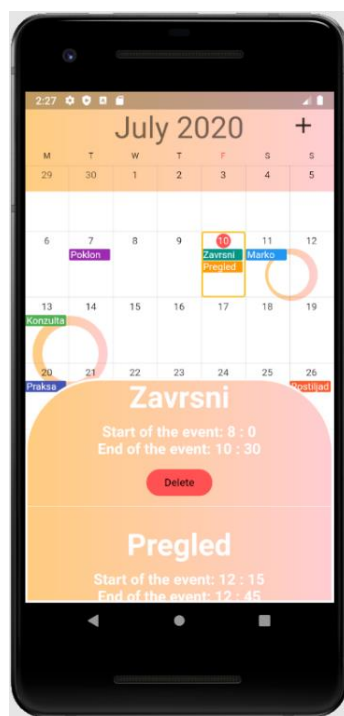 2:27
July 2020 +
M T W T F S S
29 30 1 2 3 4 5
6 7 8 9 10 11 12
Poklon Zavrsni Marko
Pregled
13 14 15 16 17 18 19
Konzulta
20 21 22 23 24 25 26
Praksa Postiljad
Zavrsni
Start of the event: 8 : 0
End of the event: 10 : 30
Delete
Pregled
Start of the event: 12 : 15
End of the event: 12 : 45